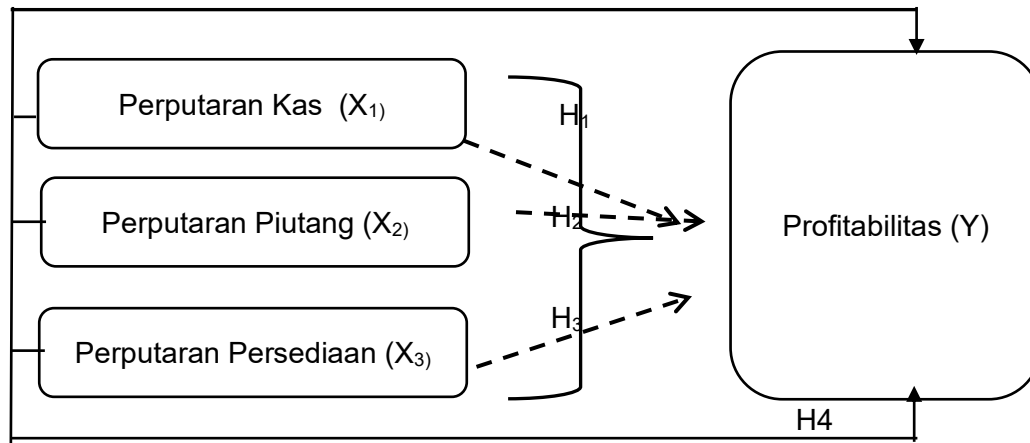 Perputaran Kas (X₁)
H₁
Perputaran Piutang (X₂)
H₂
Profitabilitas (Y)
H₃
Perputaran Persediaan (X₃)
H4